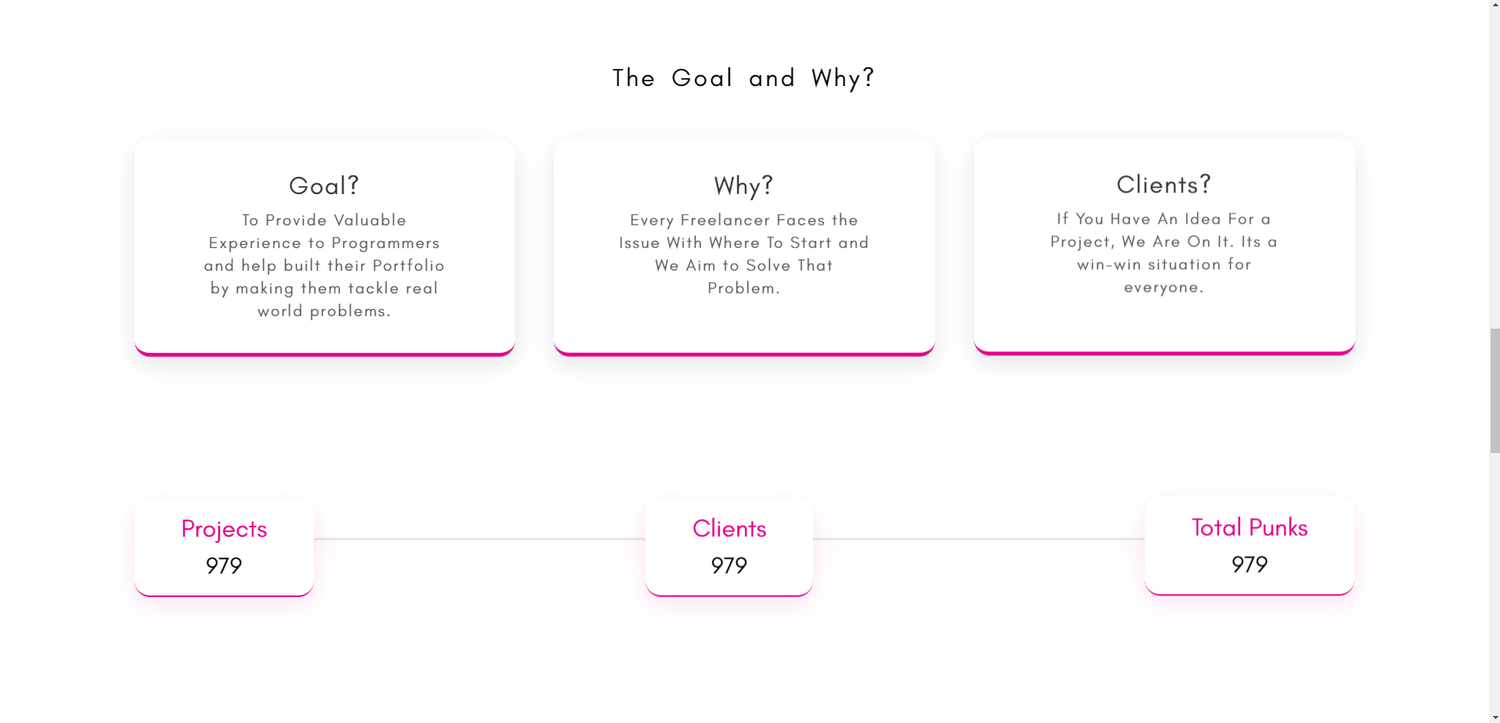 The Goal and Why?
Goal?
To Provide Valuable
Experience to Programmers
and help built their Portfolio
by making them tackle real
world problems.
Why?
Every Freelancer Faces the
Issue With Where To Start and
We Aim to Solve That
Problem.
Clients?
If You Have An Idea For a
Project, We Are On It. Its a
win-win situation for
everyone.
Projects
979
Clients
979
Total Punks
979